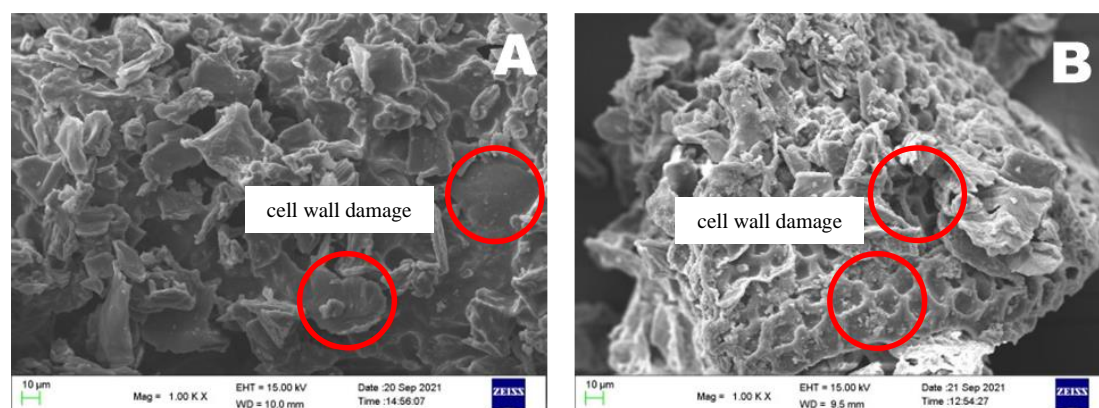 A
cell wall damage
10 µm
Mag = 1.00 K X
EHT = 15.00 kV
WD = 10.0 mm
Date :20 Sep 2021
Time :14:56:07
ZEISS
B
cell wall damage
10 µm
Mag = 1.00 K X
EHT = 15.00 kV
WD = 9.5 mm
Date :21 Sep 2021
Time :12:54:27
ZEISS